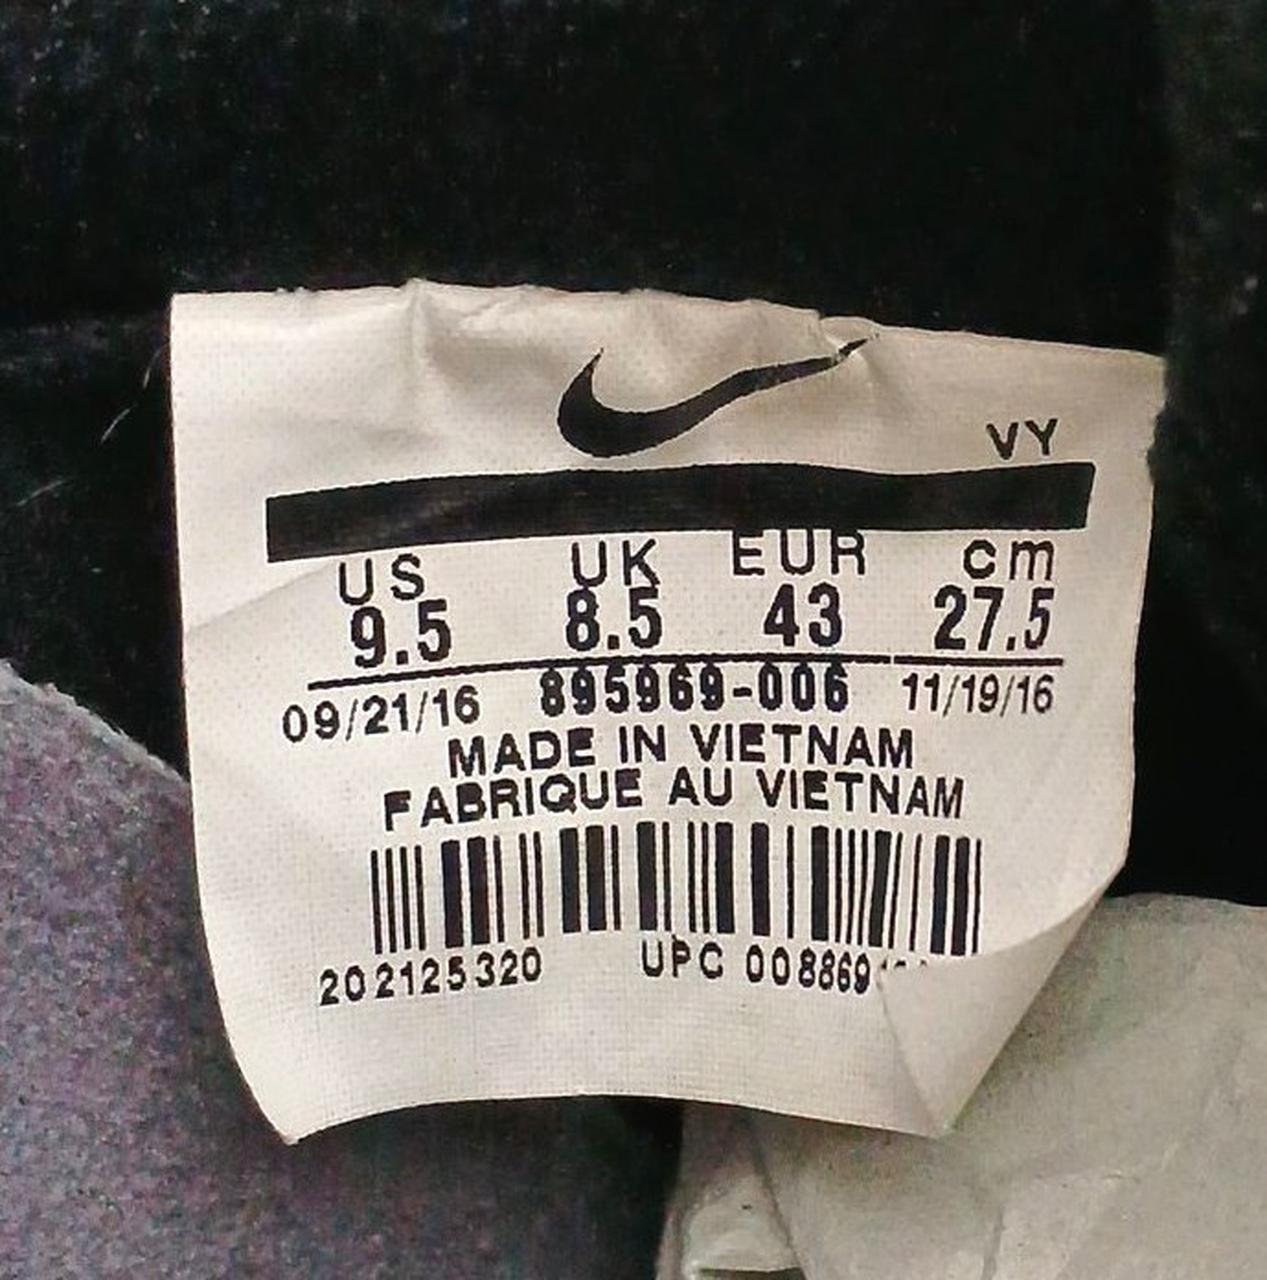 VY
US UK EUR cm
9.5 8.5 43 27.5
09/21/16 895969-006 11/19/16
MADE IN VIETNAM
FABRIQUE AU VIETNAM
202125320 UPC 008869